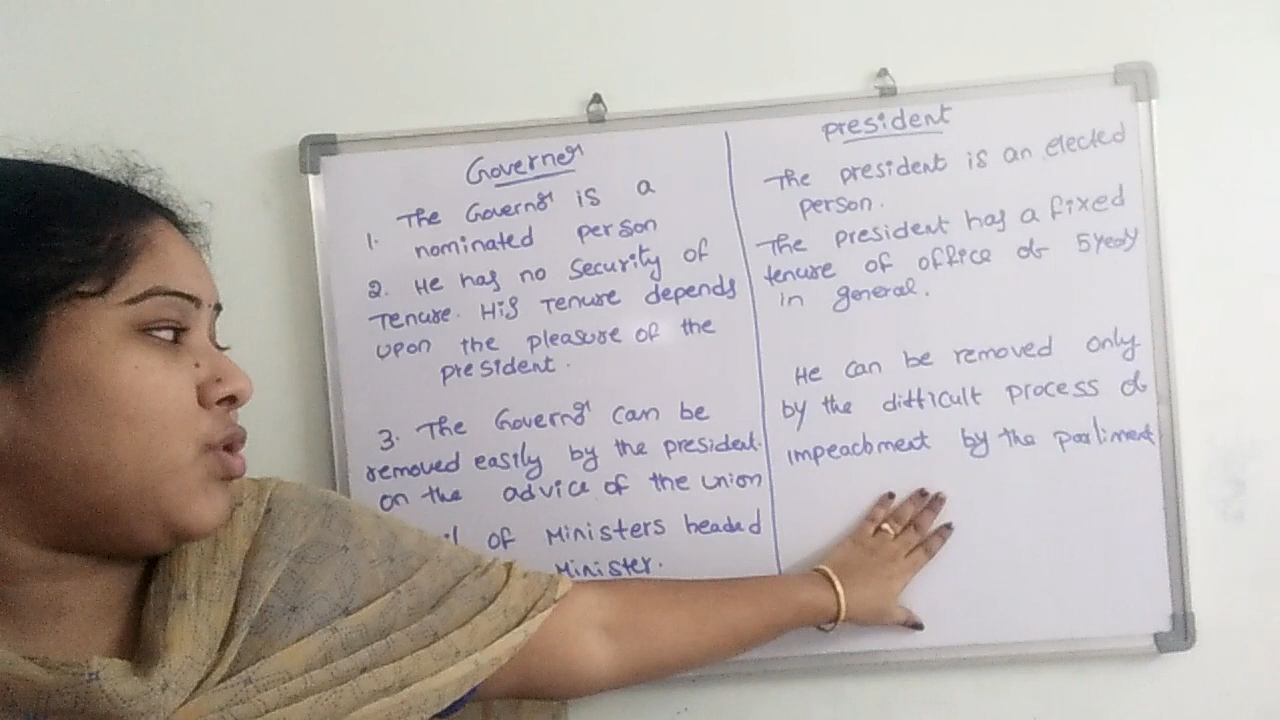 Governer
1. The Governor is a
nominated person
2. He has no Security of
Tenure. His Tenure depends
upon the pleasure of the
president.
3. The Governor can be
removed easily by the president
on the advice of the union
of Ministers headed
Minister.
president
The president is an elected
person.
The president has a fixed
tenure of office of 5 year
in general.
He can be removed only
by the difficult process of
impeachment by the parliment